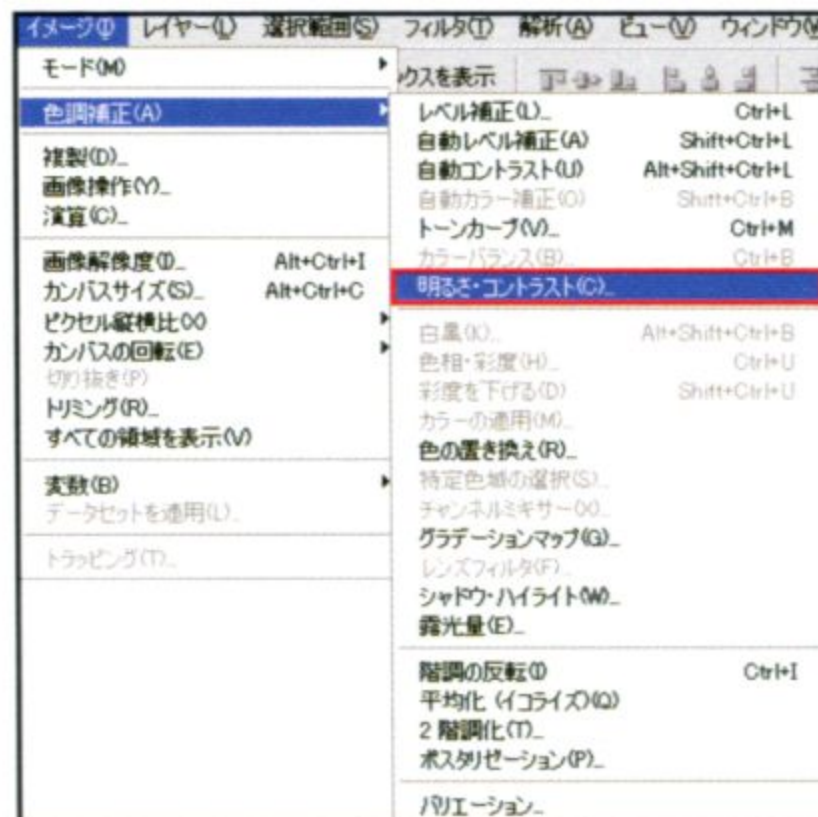 イメージ(I) レイヤー(L) 選択範囲(S) フィルタ(T) 解析(A) ビュー(V) ウィンドウ(W
モード(M)
クスを表示
色調補正(A)
複製(D)...
画像操作(Y)...
演算(C)...
画像解像度(I)... Alt+Ctrl+I
カンバスサイズ(S)... Alt+Ctrl+C
ピクセル縦横比(X)
カンバスの回転(E)
切り抜き(P)
トリミング(R)...
すべての領域を表示(V)
変数(B)
データセットを適用(L)...
トラッピング(T)...
レベル補正(L)... Ctrl+L
自動レベル補正(A) Shift+Ctrl+L
自動コントラスト(U) Alt+Shift+Ctrl+L
自動カラー補正(O) Shift+Ctrl+B
トーンカーブ(V)... Ctrl+M
カラーバランス(B)... Ctrl+B
明るさ・コントラスト(C)...
白黒(K)... Alt+Shift+Ctrl+B
色相・彩度(H)... Ctrl+U
彩度を下げる(D) Shift+Ctrl+U
カラーの適用(M)...
色の置き換え(R)...
特定色域の選択(S)...
チャンネルミキサー(X)...
グラデーションマップ(G)...
レンズフィルタ(F)...
シャドウ・ハイライト(W)...
露光量(E)...
階調の反転(I) Ctrl+I
平均化 (イコライズ)(Q)
2 階調化(T)...
ポスタリゼーション(P)...
バリエーション...